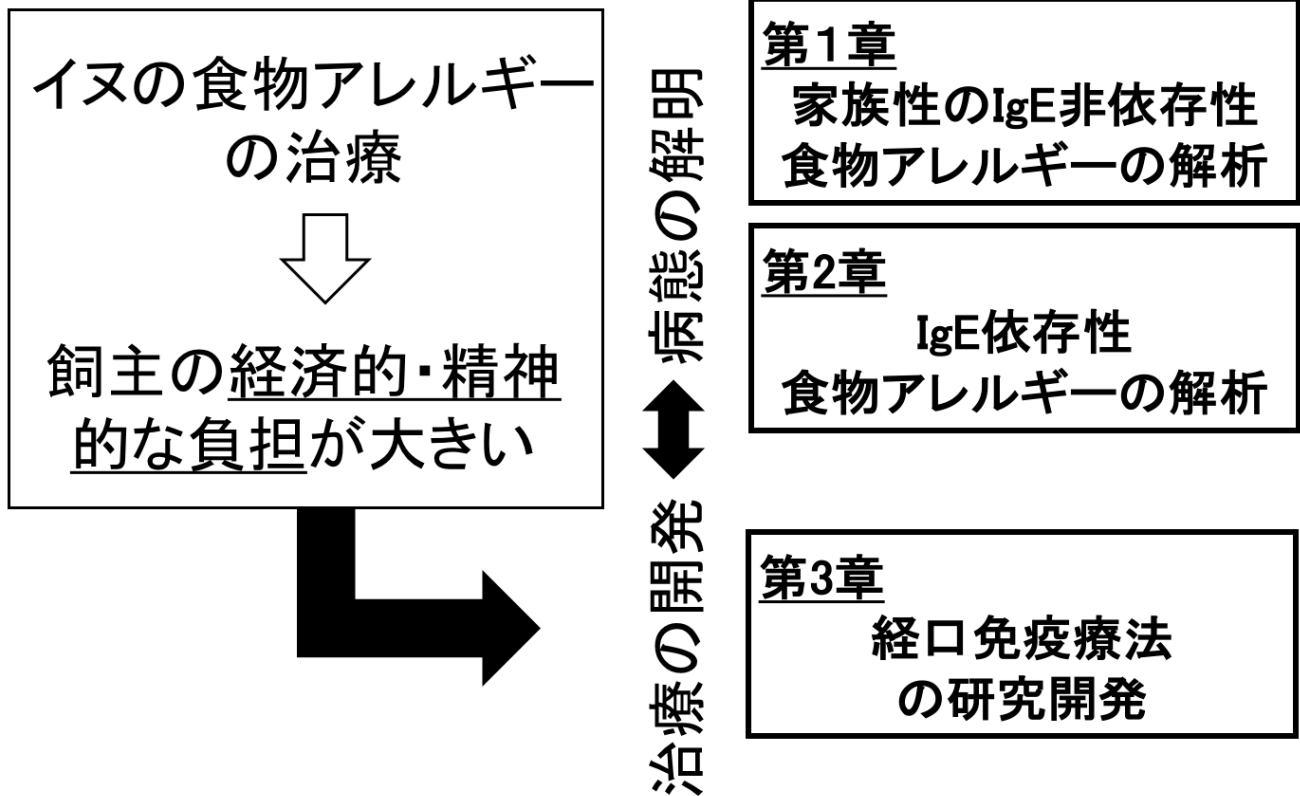 イヌの食物アレルギー
の治療
飼主の経済的・精神
的な負担が大きい
病態の解明
治療の開発
第1章
家族性のIgE非依存性
食物アレルギーの解析
第2章
IgE依存性
食物アレルギーの解析
第3章
経口免疫療法
の研究開発